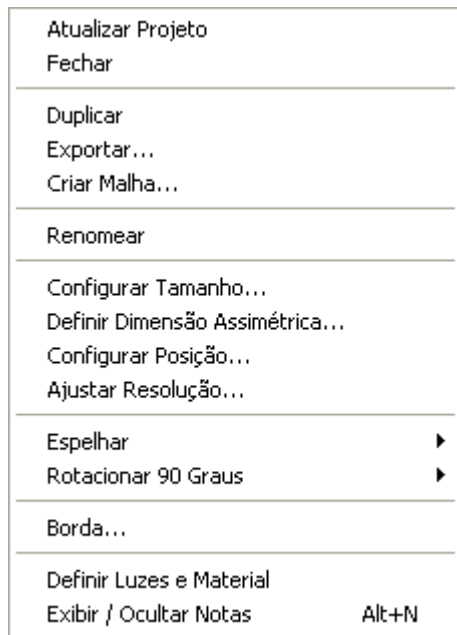 Atualizar Projeto
Fechar
Duplicar
Exportar...
Criar Malha...
Renomear
Configurar Tamanho...
Definir Dimensão Assimétrica...
Configurar Posição...
Ajustar Resolução...
Espelhar
Rotacionar 90 Graus
Borda...
Definir Luzes e Material
Exibir / Ocultar Notas Alt+N